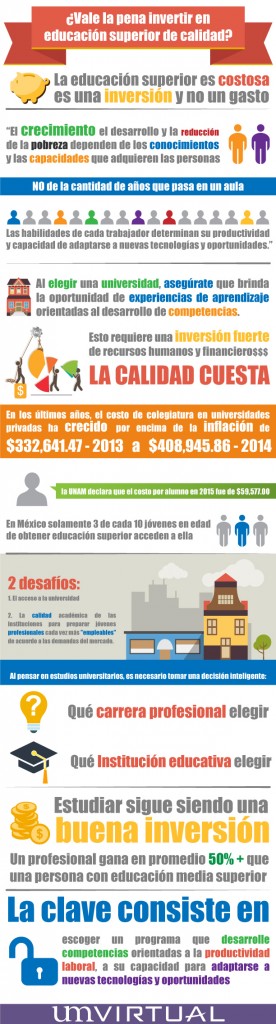 ¿Vale la pena invertir en
educación superior de calidad?
La educación superior es costosa
es una inversión y no un gasto
"El crecimiento el desarrollo y la reducción
de la pobreza dependen de los conocimientos
y las capacidades que adquieren las personas
NO de la cantidad de años que pasa en un aula
Las habilidades de cada trabajador determinan su productividad
y capacidad de adaptarse a nuevas tecnologías y oportunidades."
Al elegir una universidad, asegúrate que brinda
la oportunidad de experiencias de aprendizaje
orientadas al desarrollo de competencias.
Esto requiere una inversión fuerte
de recursos humanos y financierosss
LA CALIDAD CUESTA
$
En los últimos años, el costo de colegiatura en universidades
privadas ha crecido por encima de la inflación de
$332,641.47 - 2013 a $408,945.86 - 2014
la UNAM declara que el costo por alumno en 2015 fue de $59,577.00
En México solamente 3 de cada 10 jóvenes en edad
de obtener educación superior acceden a ella
2 desafíos:
1. El acceso a la universidad
2. La calidad académica de las
instituciones para preparar jóvenes
profesionales cada vez más "empleables"
de acuerdo a las demandas del mercado.
Al pensar en estudios universitarios, es necesario tomar una decisión inteligente:
Qué carrera profesional elegir
Qué Institución educativa elegir
Estudiar sigue siendo una
buena inversión
Un profesional gana en promedio 50% + que
una persona con educación media superior
La clave consiste en
escoger un programa que desarrolle
competencias orientadas a la productividad
laboral, a su capacidad para adaptarse a
nuevas tecnologías y oportunidades
UMVIRTUAL